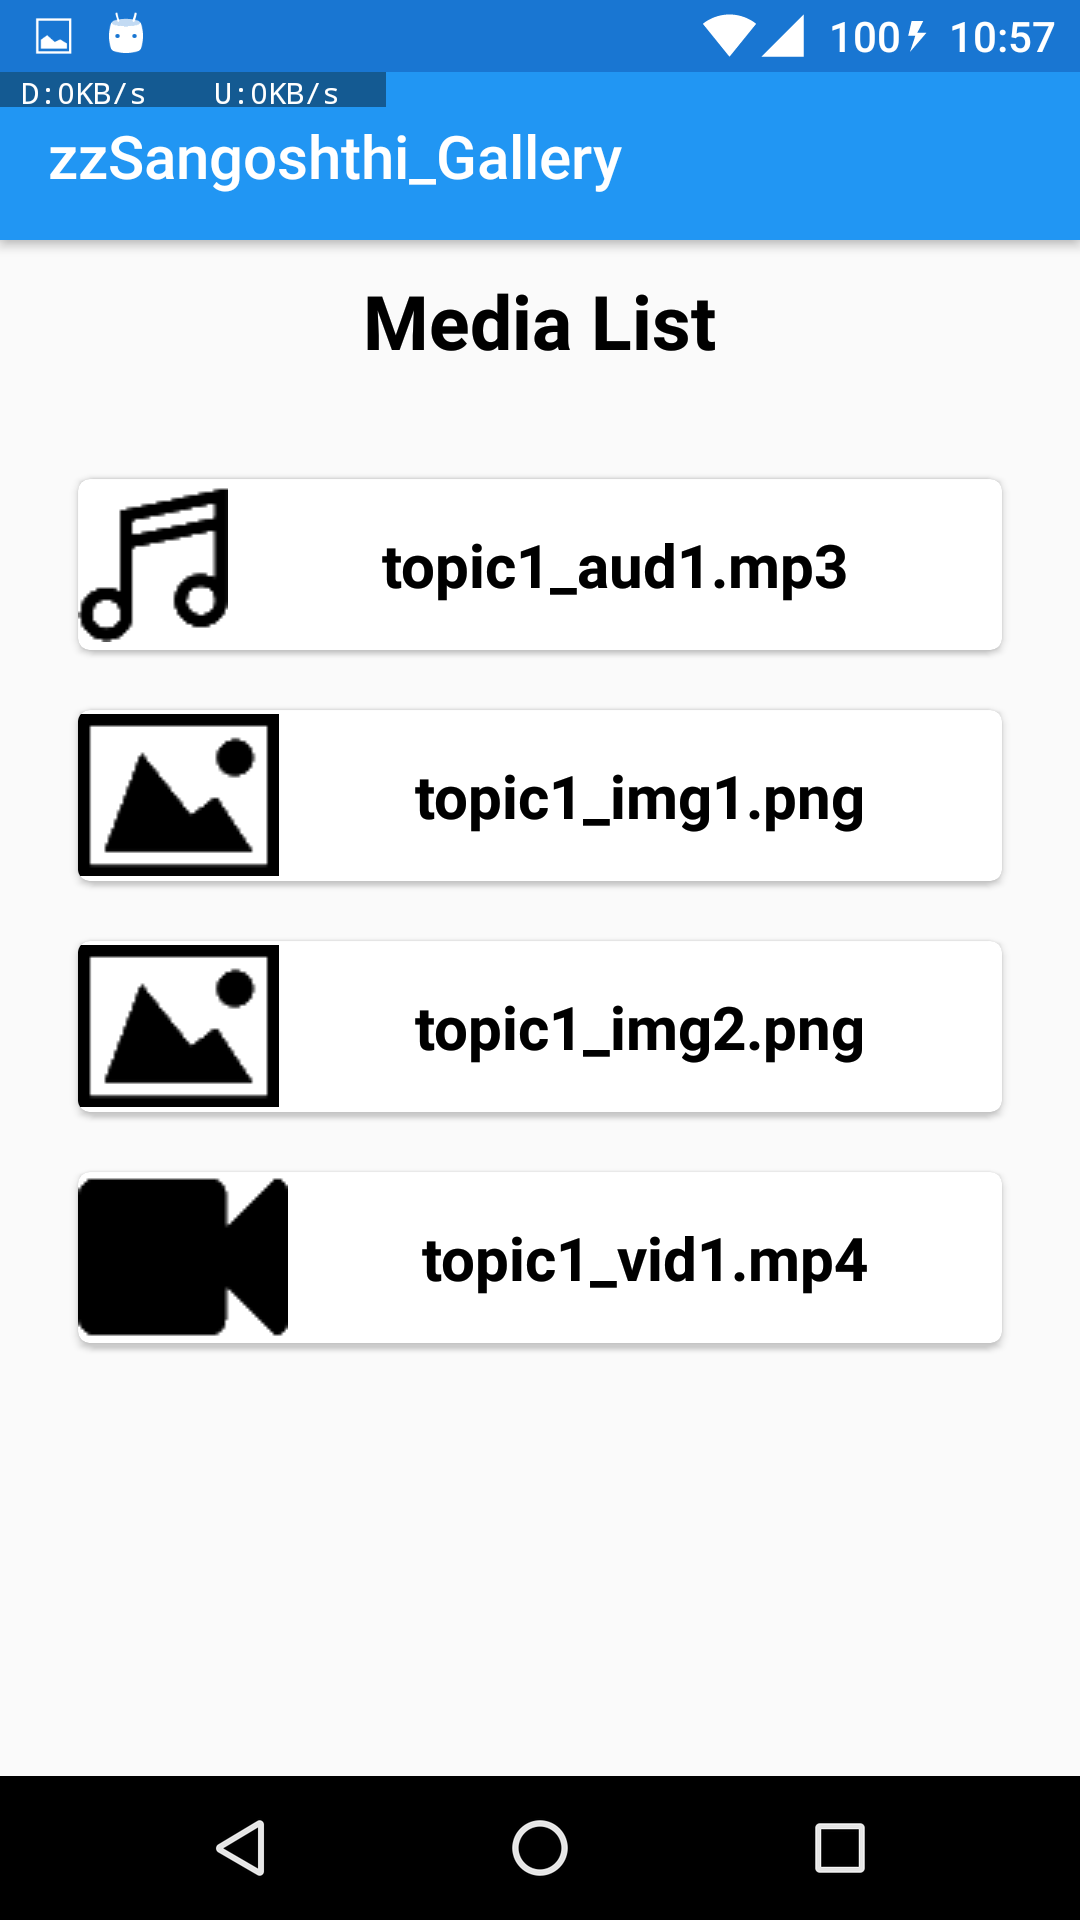 100 10:57
D:0KB/s U:0KB/s
zzSangoshthi_Gallery
Media List
topic1_aud1.mp3
topic1_img1.png
topic1_img2.png
topic1_vid1.mp4